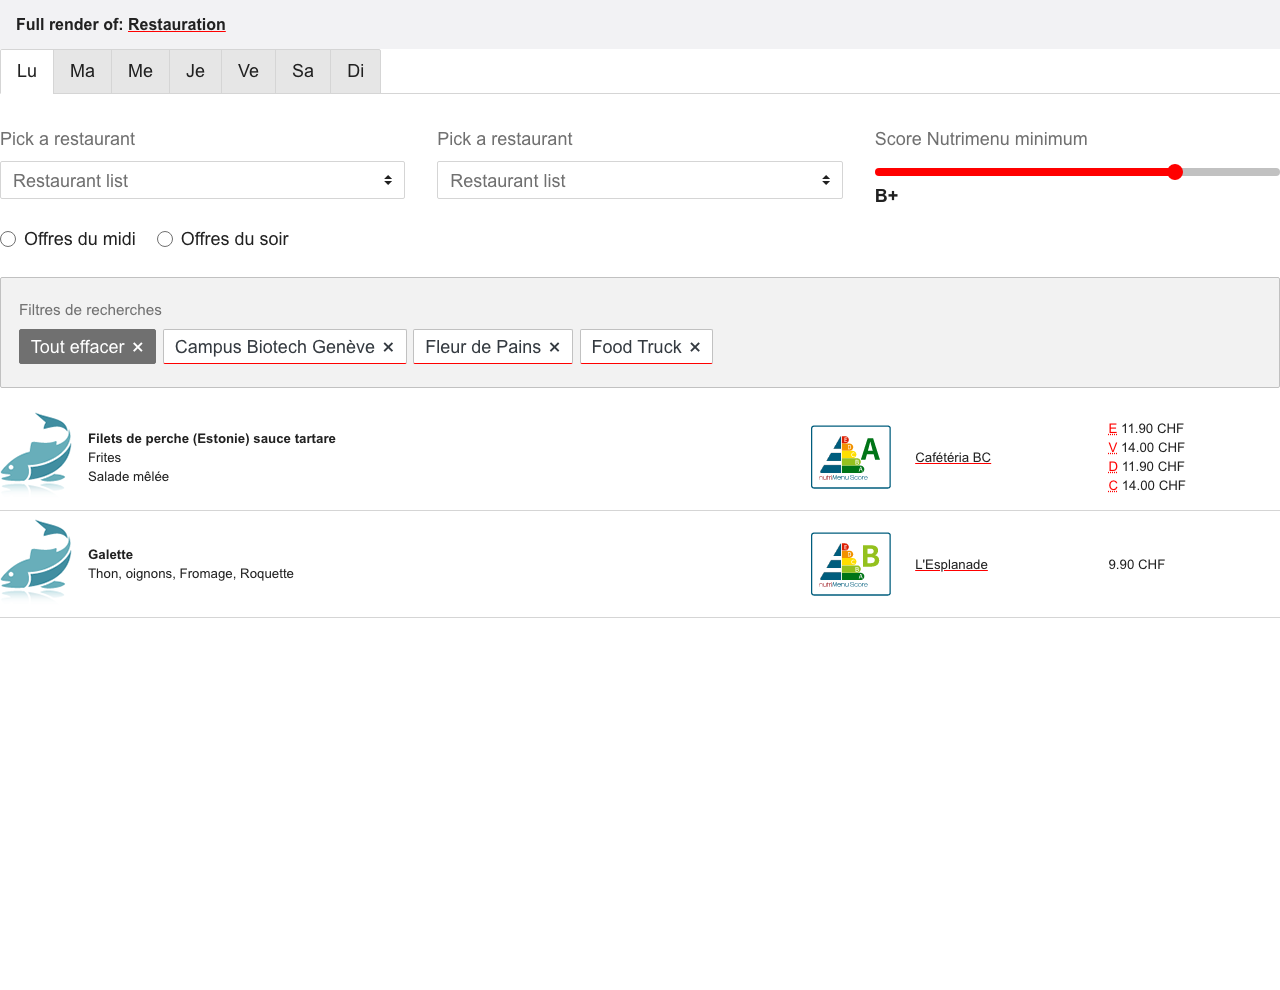 Full render of: Restauration
Lu Ma Me Je Ve Sa Di
Pick a restaurant
Restaurant list
Pick a restaurant
Restaurant list
Score Nutrimenu minimum
B+
Offres du midi Offres du soir
Filtres de recherches
Tout effacer × Campus Biotech Genève × Fleur de Pains × Food Truck ×
Filets de perche (Estonie) sauce tartare
Frites
Salade mêlée
E
D
C
B
A
A
nutriMenuScore
Cafétéria BC
E 11.90 CHF
V 14.00 CHF
D 11.90 CHF
C 14.00 CHF
Galette
Thon, oignons, Fromage, Roquette
E
D
C
B
A
B
nutriMenuScore
L'Esplanade
9.90 CHF